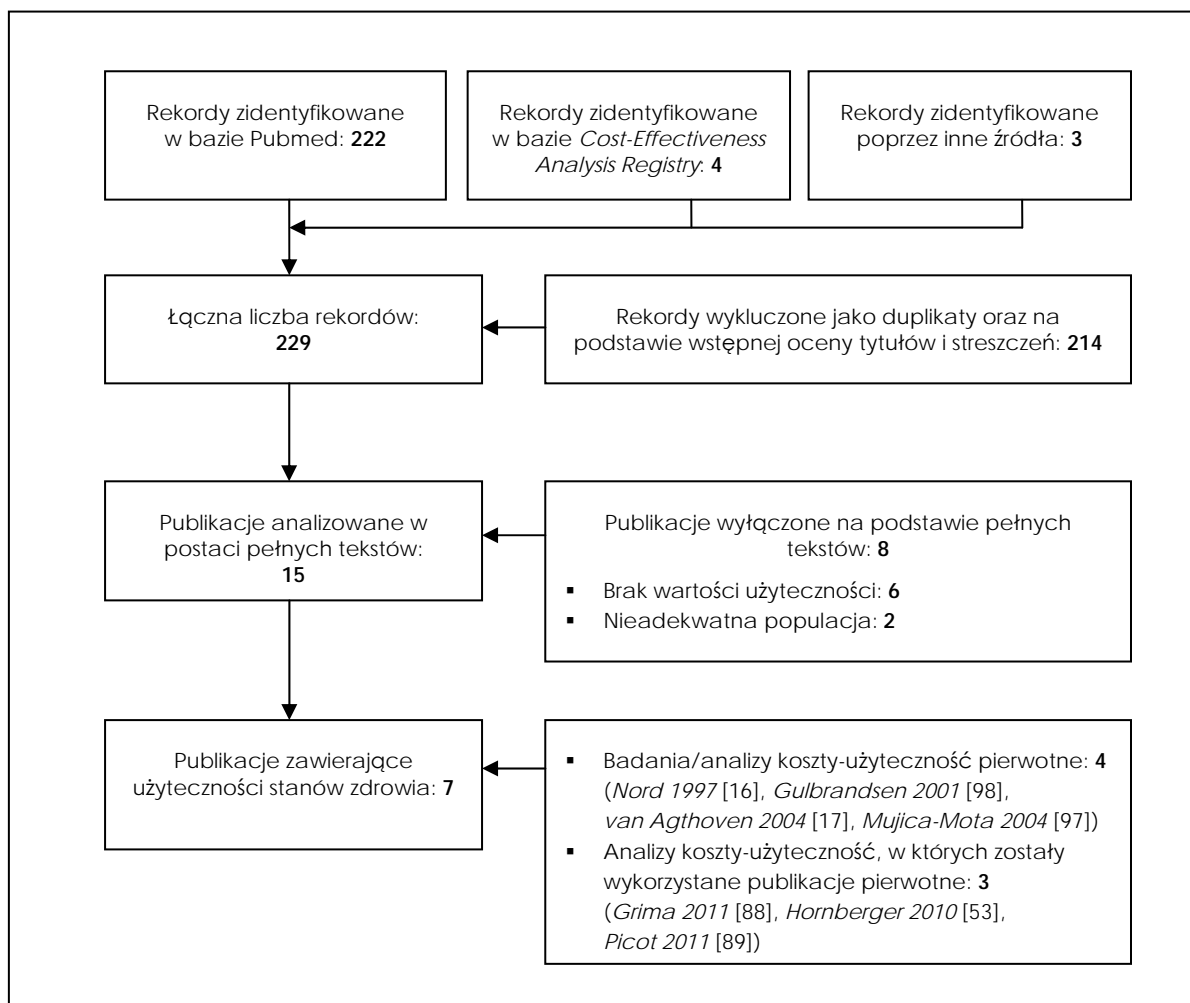 Rekordy zidentyfikowane
w bazie Pubmed: 222
Rekordy zidentyfikowane
w bazie Cost-Effectiveness
Analysis Registry: 4
Rekordy zidentyfikowane
poprzez inne źródła: 3
Łączna liczba rekordów:
229
Rekordy wykluczone jako duplikaty oraz na
podstawie wstępnej oceny tytułów i streszczeń: 214
Publikacje analizowane w
postaci pełnych tekstów:
15
Publikacje wyłączone na podstawie pełnych
tekstów: 8
▪ Brak wartości użyteczności: 6
▪ Nieadekwatna populacja: 2
Publikacje zawierające
użyteczności stanów zdrowia: 7
▪ Badania/analizy koszty-użyteczność pierwotne: 4
(Nord 1997 [16], Gulbrandsen 2001 [98],
van Agthoven 2004 [17], Mujica-Mota 2004 [97])
▪ Analizy koszty-użyteczność, w których zostały
wykorzystane publikacje pierwotne: 3
(Grima 2011 [88], Hornberger 2010 [53],
Picot 2011 [89])